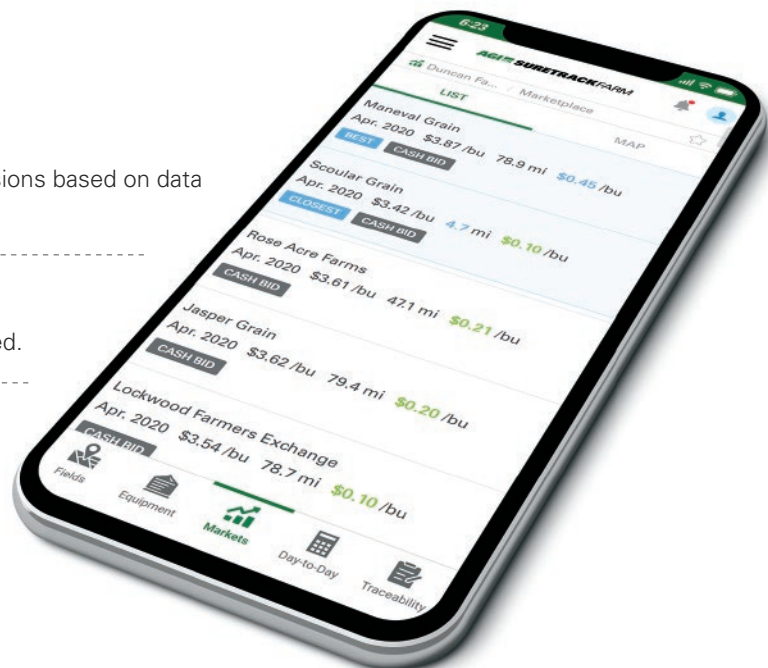 sions based on data
ed.
6:23
AGI SURETRACKFARM
Duncan Fa... / Marketplace
LIST
MAP
Maneval Grain
Apr. 2020 $3.87 /bu 78.9 mi $0.45 /bu
BEST CASH BID
Scoular Grain
Apr. 2020 $3.42 /bu 4.7 mi $0.10 /bu
CLOSEST CASH BID
Rose Acre Farms
Apr. 2020 $3.61 /bu 47.1 mi $0.21 /bu
CASH BID
Jasper Grain
Apr. 2020 $3.62 /bu 79.4 mi $0.20 /bu
CASH BID
Lockwood Farmers Exchange
Apr. 2020 $3.54 /bu 78.7 mi $0.10 /bu
CASH BID
Fields
Equipment
Markets
Day-to-Day
Traceability